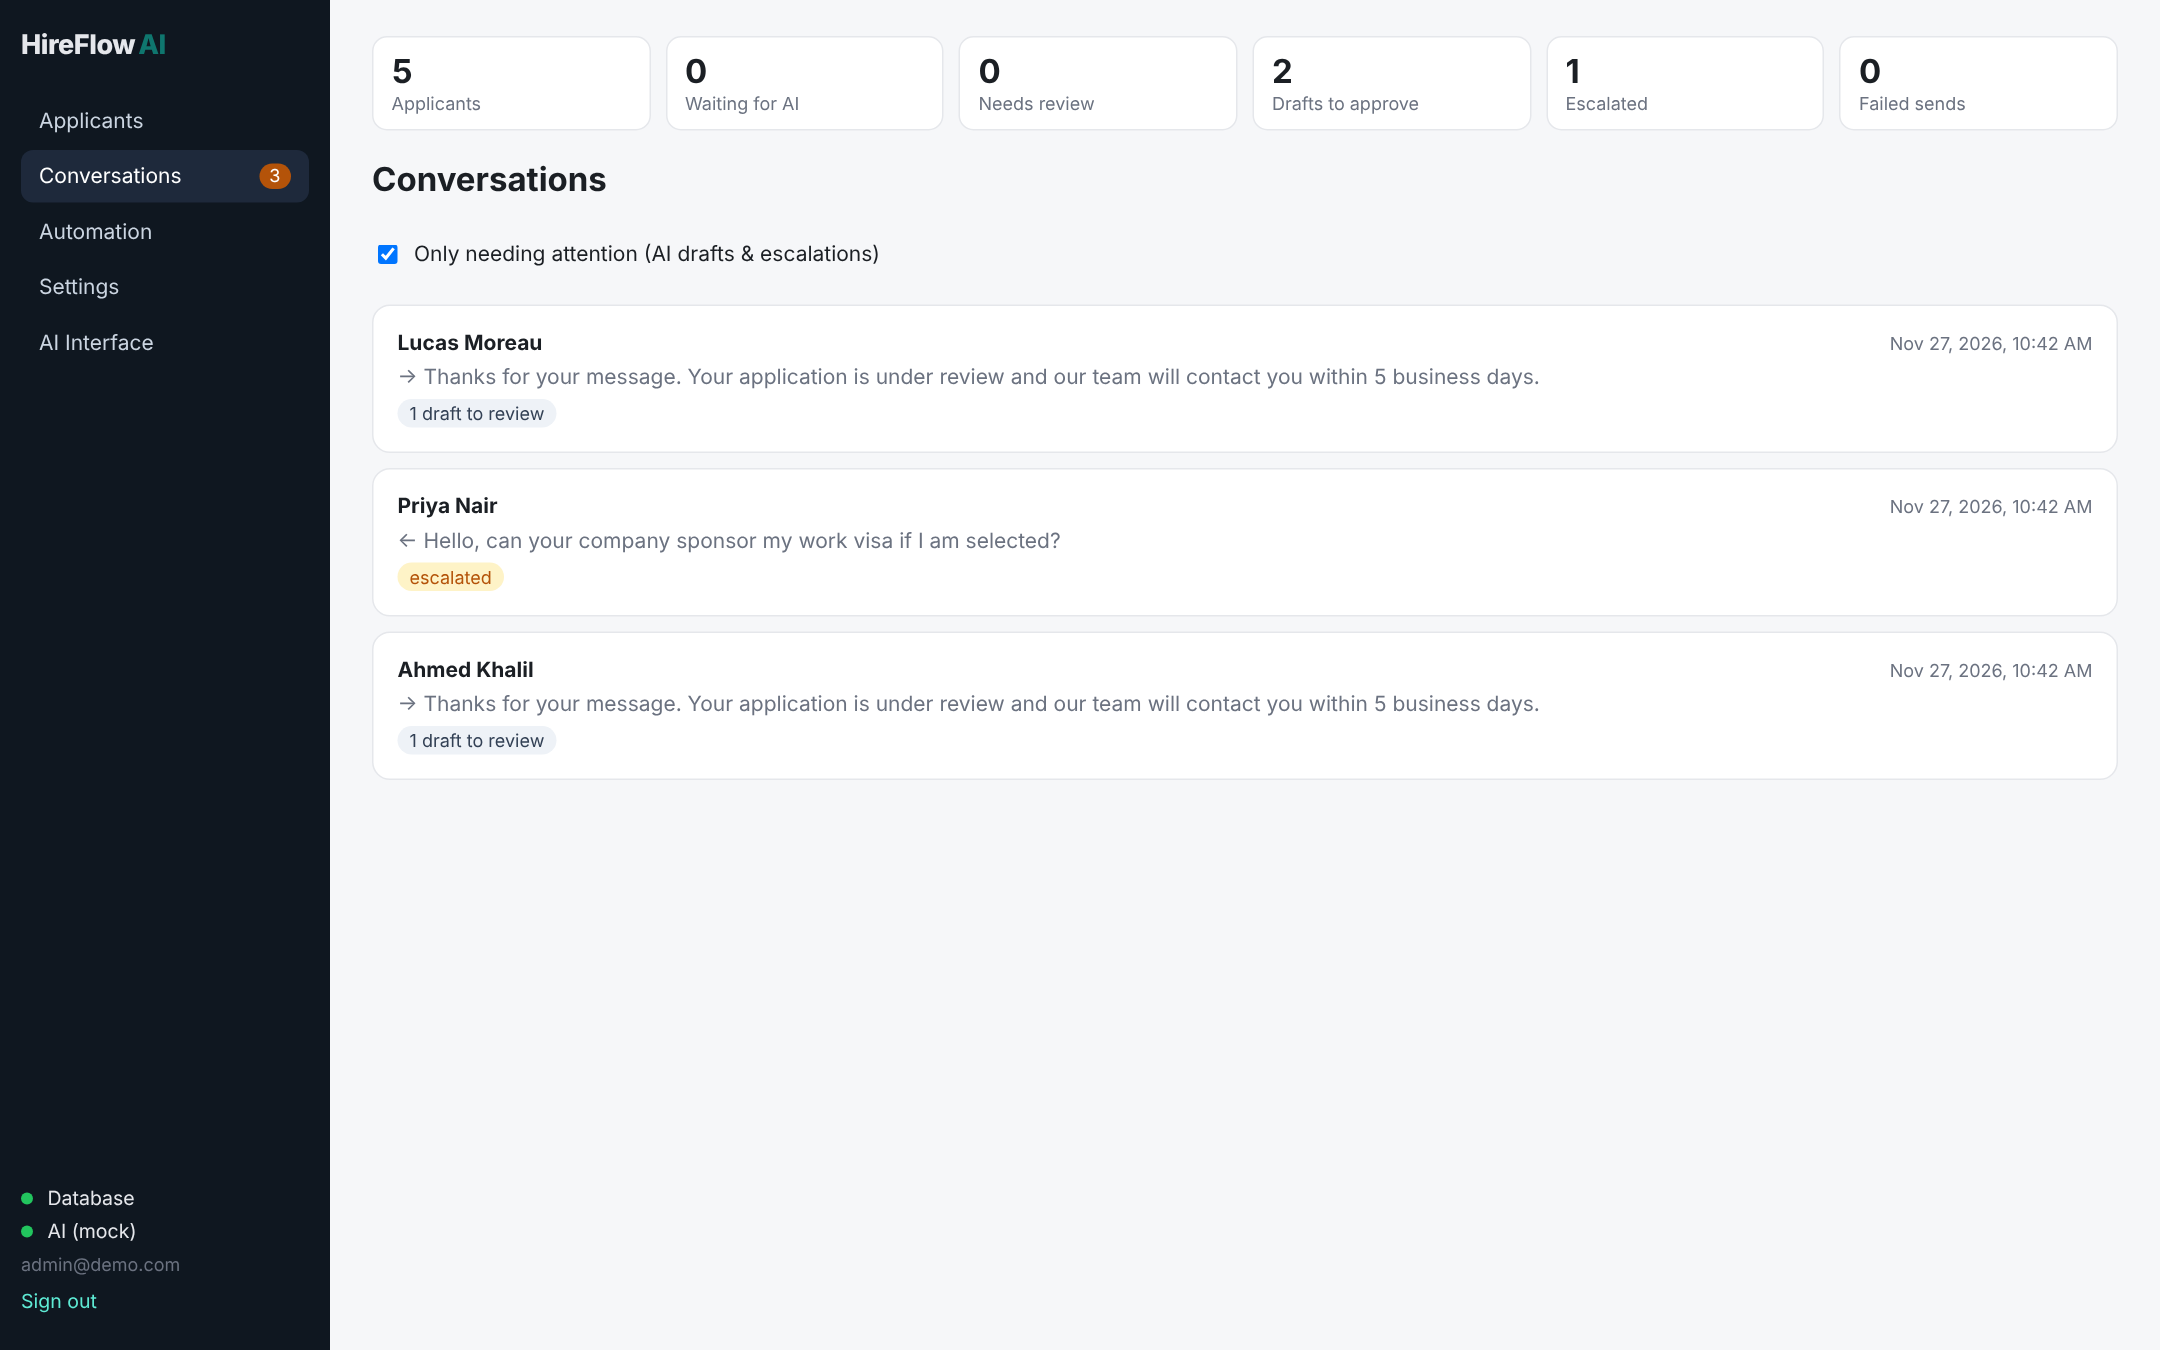 HireFlow AI
Applicants
Conversations 3
Automation
Settings
AI Interface
Database
AI (mock)
admin@demo.com
Sign out
5
Applicants
0
Waiting for AI
0
Needs review
2
Drafts to approve
1
Escalated
0
Failed sends
Conversations
Only needing attention (AI drafts & escalations)
Lucas Moreau Nov 27, 2026, 10:42 AM
→ Thanks for your message. Your application is under review and our team will contact you within 5 business days.
1 draft to review
Priya Nair Nov 27, 2026, 10:42 AM
← Hello, can your company sponsor my work visa if I am selected?
escalated
Ahmed Khalil Nov 27, 2026, 10:42 AM
→ Thanks for your message. Your application is under review and our team will contact you within 5 business days.
1 draft to review